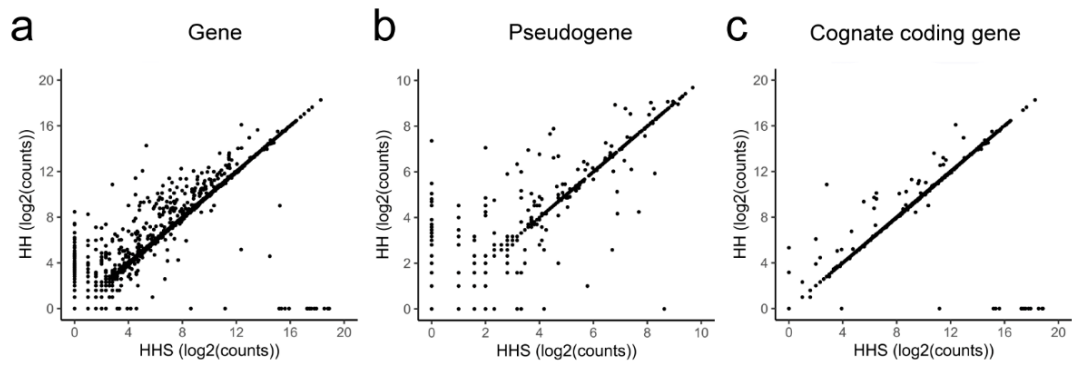 a Gene
20
16
12
8
4
0
HH (log2(counts))
0 4 8 12 16 20
HHS (log2(counts))
b Pseudogene
10
8
6
4
2
0
HH (log2(counts))
0 2 4 6 8 10
HHS (log2(counts))
c Cognate coding gene
20
16
12
8
4
0
HH (log2(counts))
0 4 8 12 16 20
HHS (log2(counts))